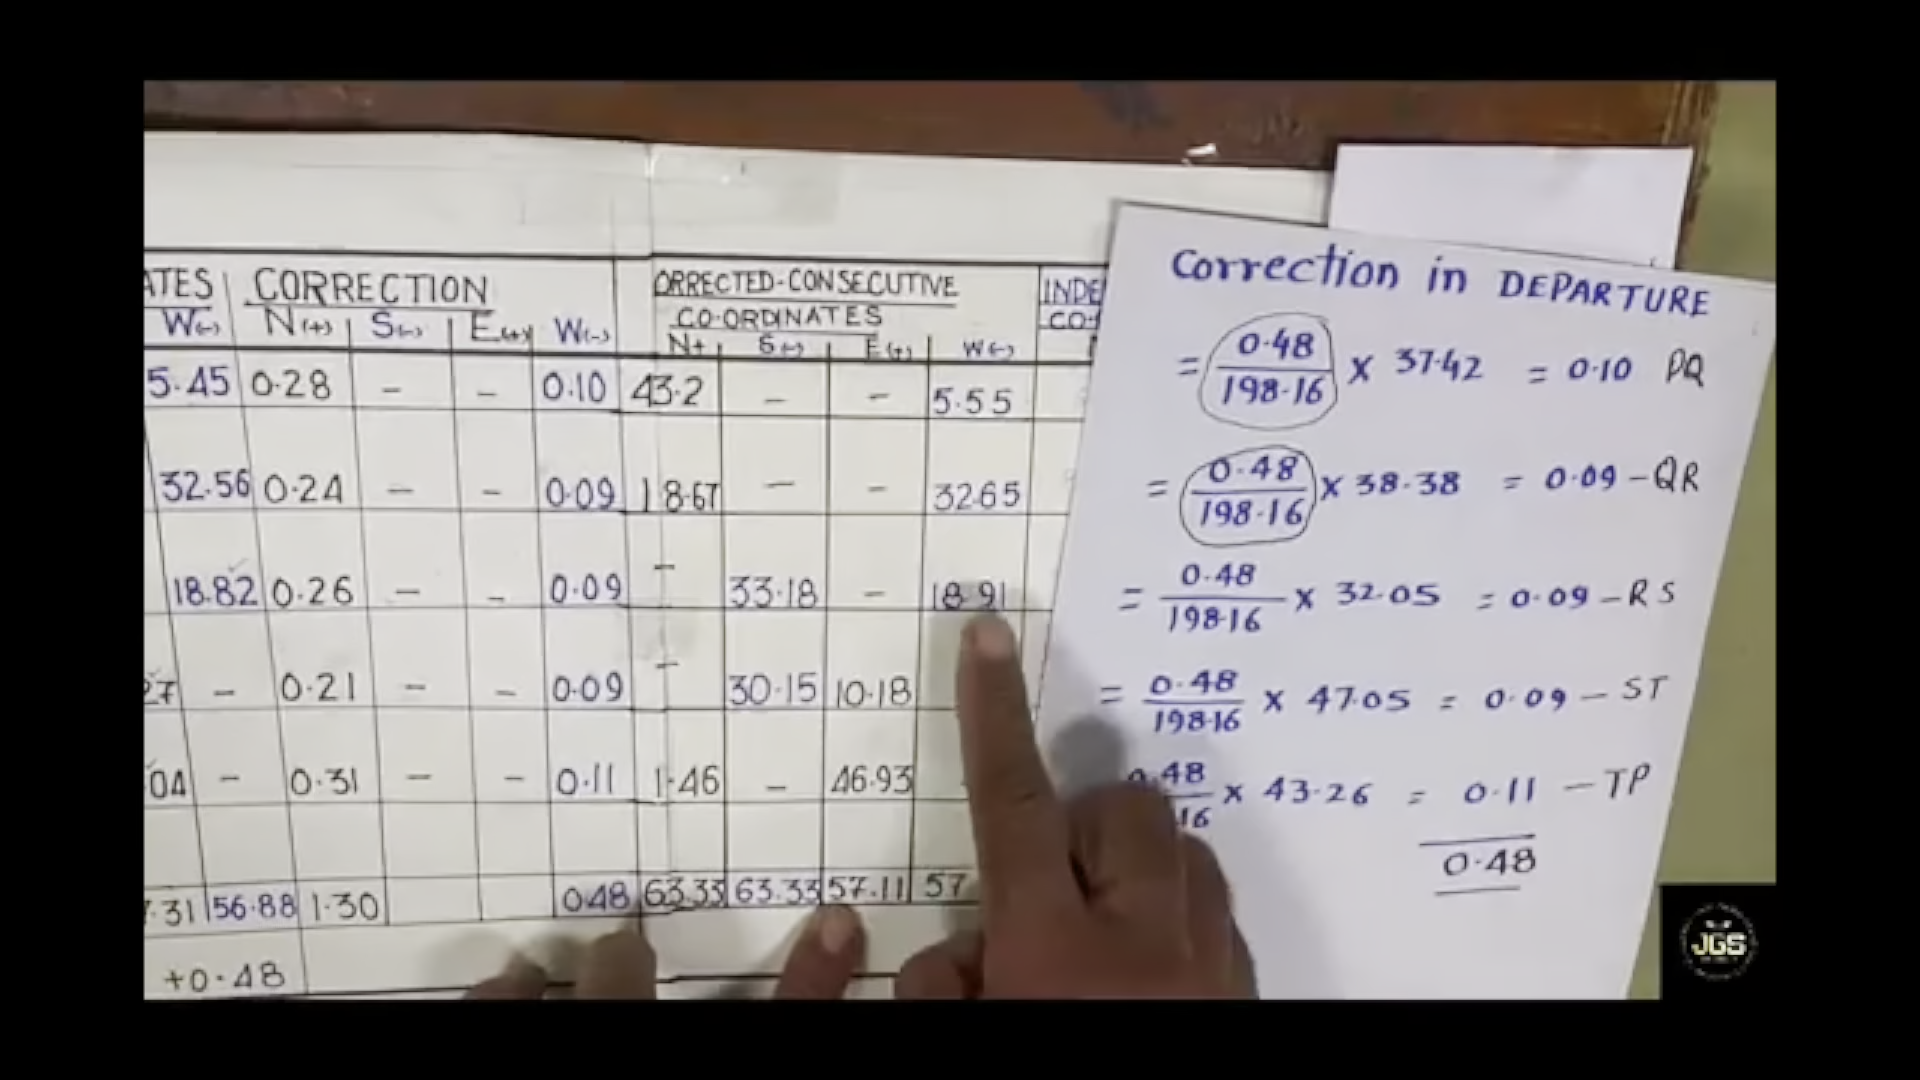 ATES CORRECTION ORRECTED-CONSECUTIVE INDE
CO-ORDINATES CO-
W(-) N(+) S(-) E(+) W(-) N+ S(-) E(+) W(-)
5.45 0.28 - - 0.10 43.2 - - 5.55
32.56 0.24 - - 0.09 18.67 - - 32.65
18.82 0.26 - - 0.09 - 33.18 - 18.91
27 - 0.21 - - 0.09 - 30.15 10.18
04 - 0.31 - - 0.11 1.46 - 46.93
.31 56.88 1.30 0.48 63.33 63.33 57.11 57
+0.48
Correction in DEPARTURE
= 0.48/198.16 x 37.42 = 0.10 PQ
= 0.48/198.16 x 38.38 = 0.09 - QR
= 0.48/198.16 x 32.05 = 0.09 - RS
= 0.48/198.16 x 47.05 = 0.09 - ST
0.48/16 x 43.26 = 0.11 - TP
0.48
JGS